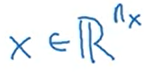 x ∈ ℝ^{n_x}